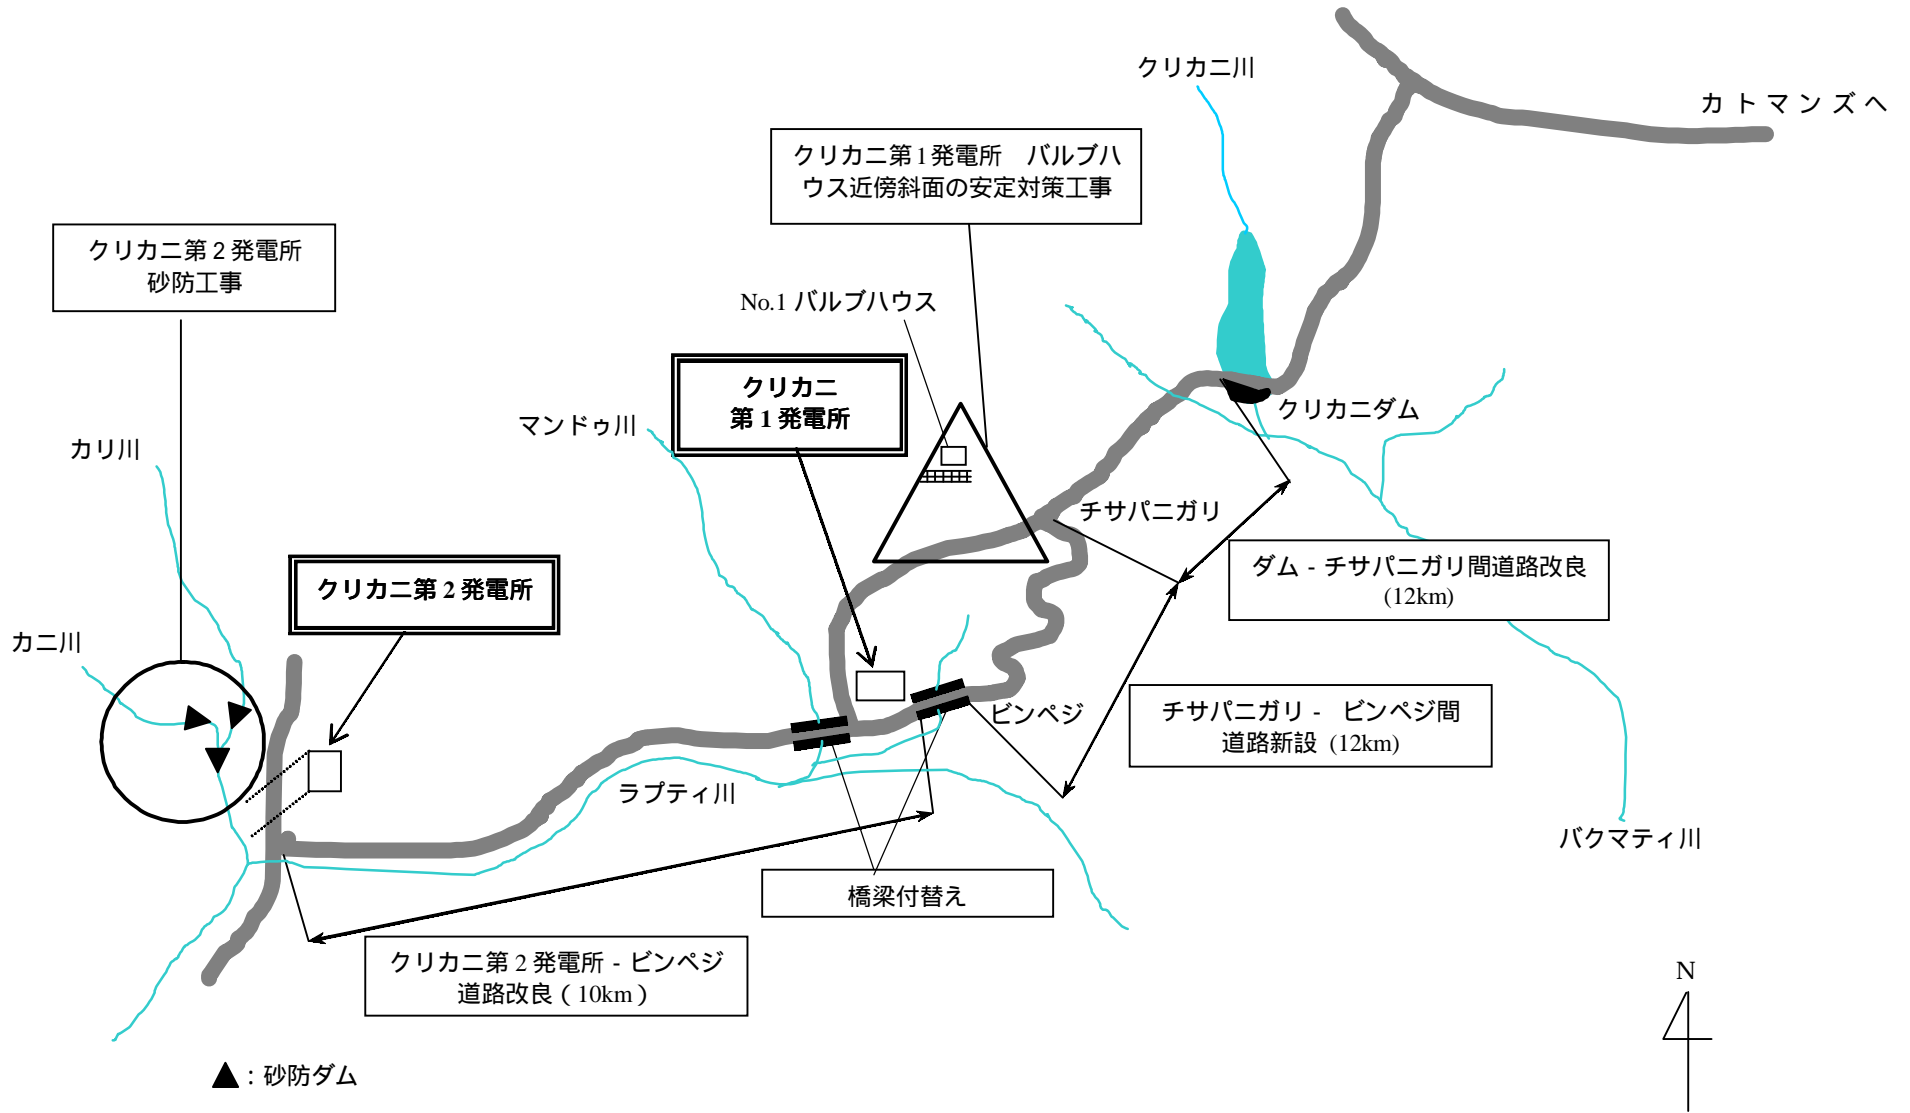 クリカニ川
カトマンズへ
クリカニ第1発電所　バルブハ
ウス近傍斜面の安定対策工事
クリカニ第2発電所
砂防工事
No.1 バルブハウス
クリカニ
第1発電所
クリカニダム
マンドゥ川
カリ川
チサパニガリ
ダム - チサパニガリ間道路改良
(12km)
クリカニ第2発電所
カニ川
チサパニガリ -　ビンペジ間
道路新設 (12km)
ビンペジ
ラプティ川
バクマティ川
橋梁付替え
クリカニ第2発電所 - ビンペジ
道路改良(10km)
N
▲:砂防ダム